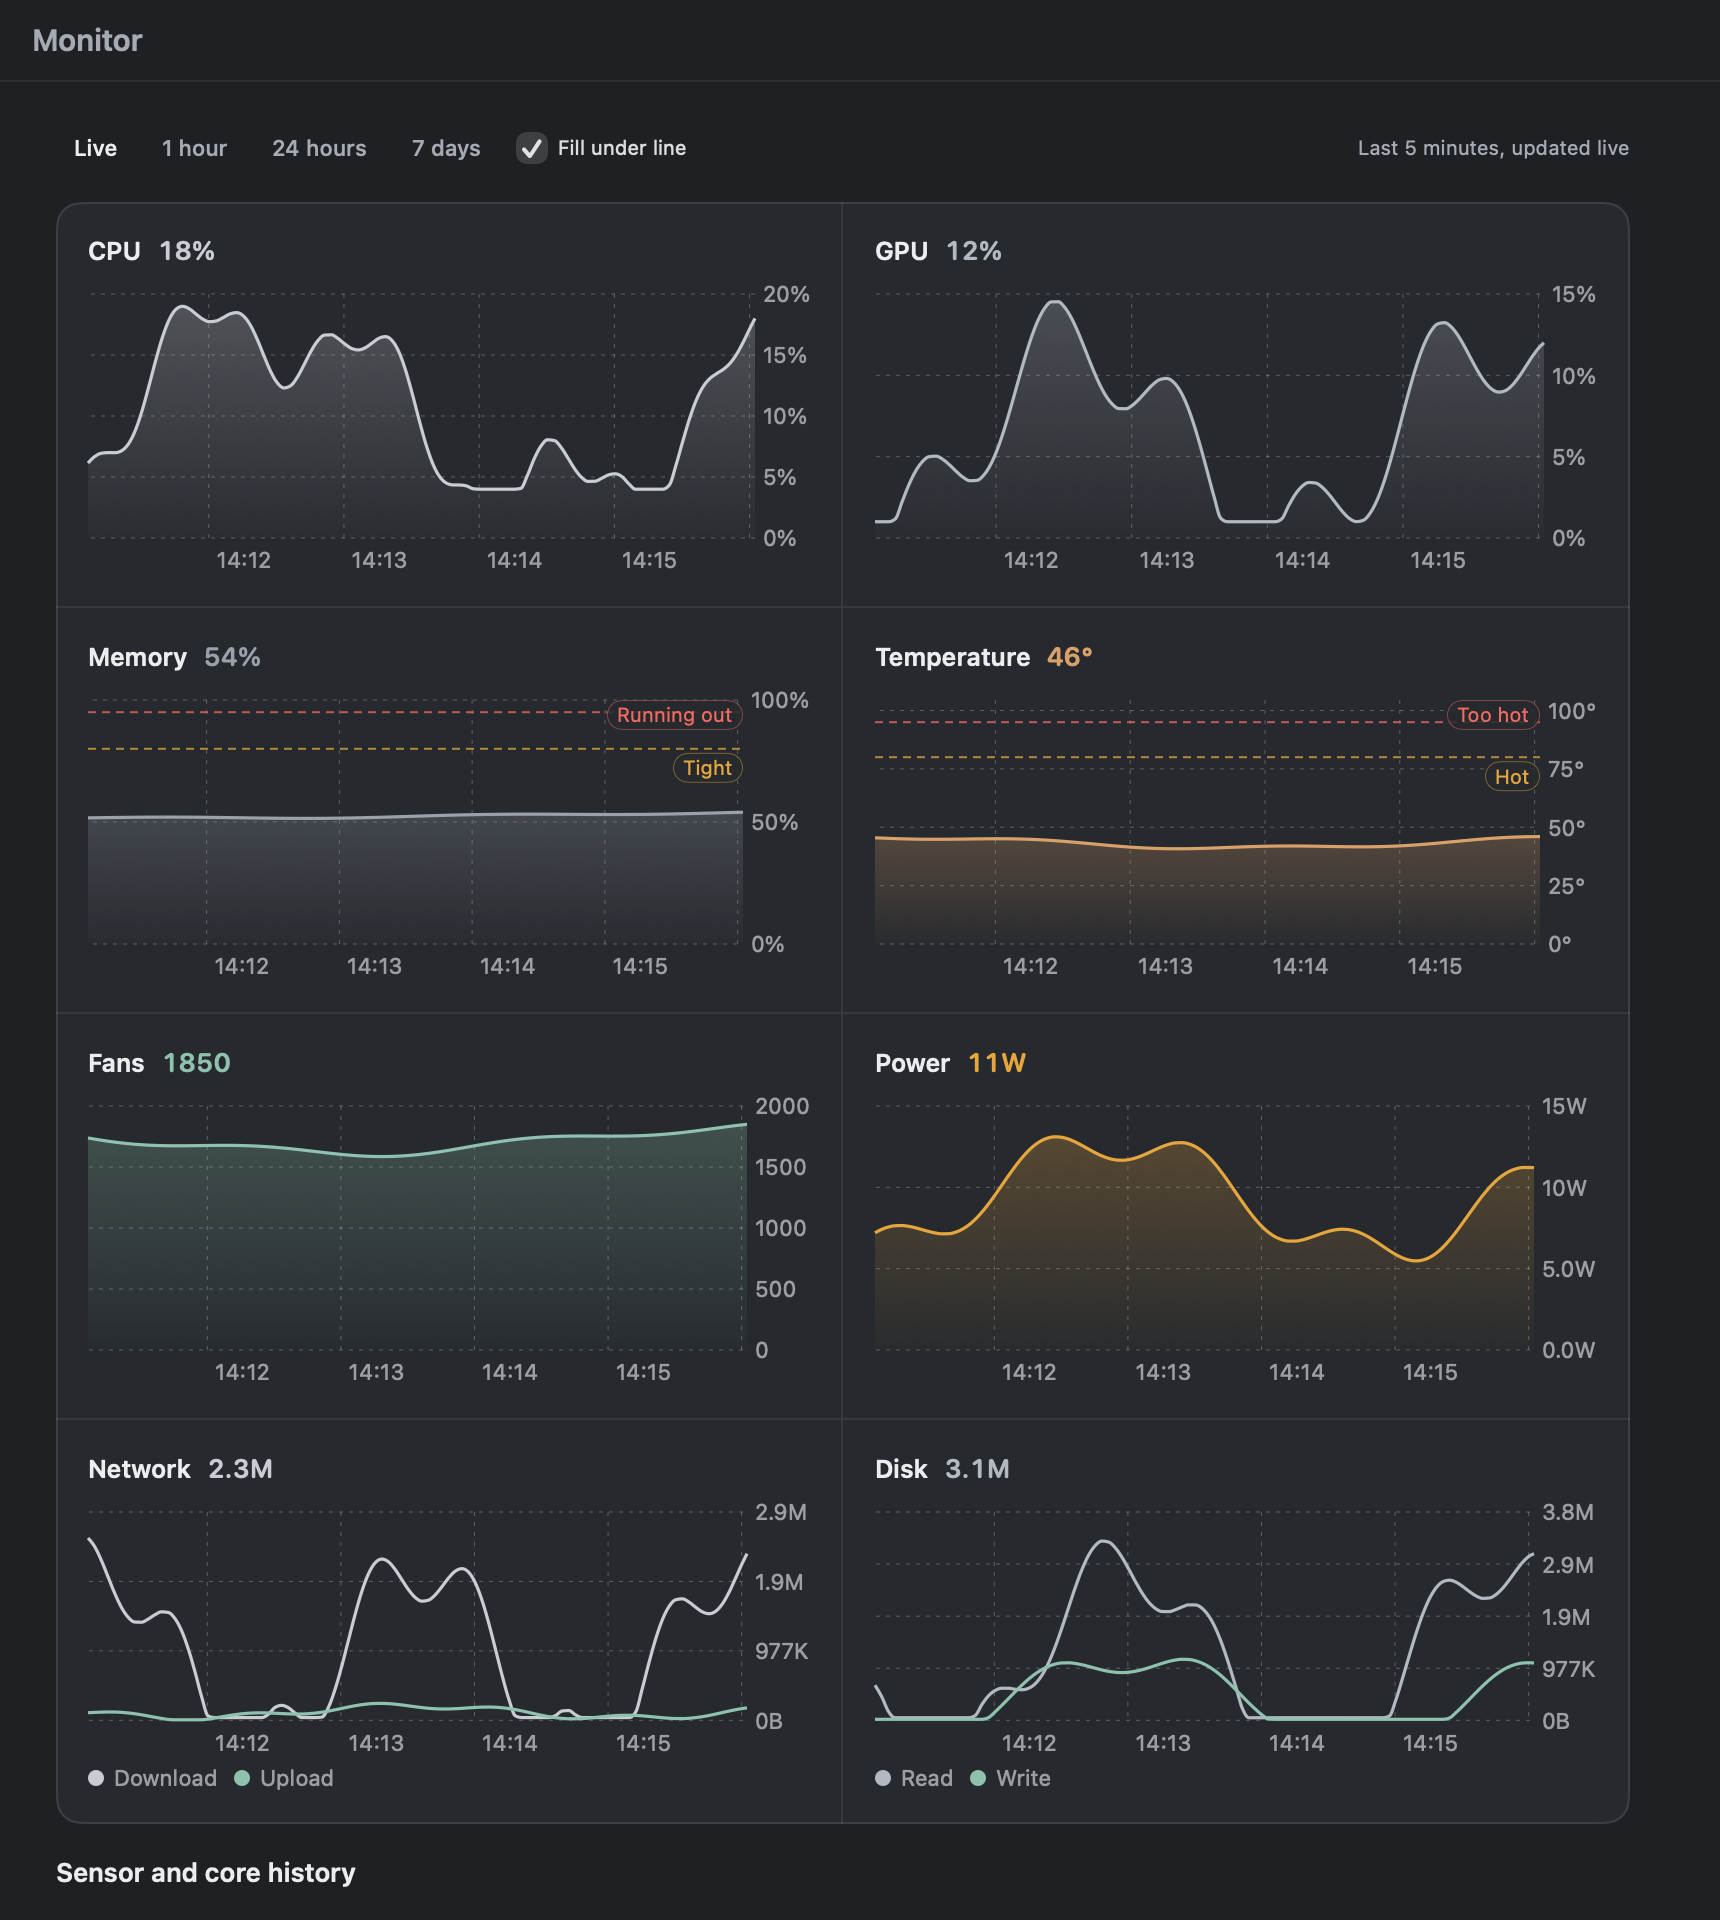 Monitor
Live 1 hour 24 hours 7 days Fill under line Last 5 minutes, updated live
CPU 18%
20%
15%
10%
5%
0%
14:12 14:13 14:14 14:15
GPU 12%
15%
10%
5%
0%
14:12 14:13 14:14 14:15
Memory 54%
100%
Running out
Tight
50%
0%
14:12 14:13 14:14 14:15
Temperature 46°
100°
Too hot
75°
Hot
50°
25°
0°
14:12 14:13 14:14 14:15
Fans 1850
2000
1500
1000
500
0
14:12 14:13 14:14 14:15
Power 11W
15W
10W
5.0W
0.0W
14:12 14:13 14:14 14:15
Network 2.3M
2.9M
1.9M
977K
0B
14:12 14:13 14:14 14:15
Download Upload
Disk 3.1M
3.8M
2.9M
1.9M
977K
0B
14:12 14:13 14:14 14:15
Read Write
Sensor and core history